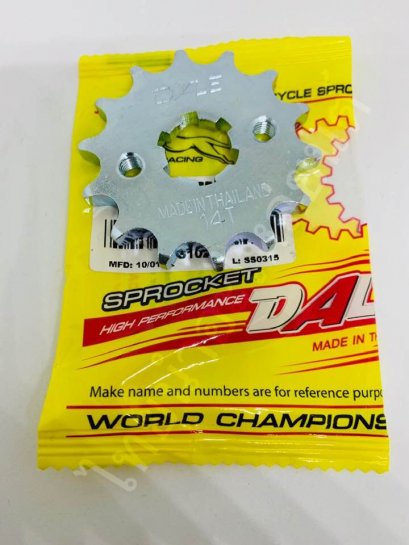 CYCLE SPRO
RACING
MADE IN THAILAND
14T
MFD: 10/01
L: SS0315
SPROCKET
HIGH PERFORMANCE
MADE IN TH
Make name and numbers are for reference purpo
WORLD CHAMPIONS